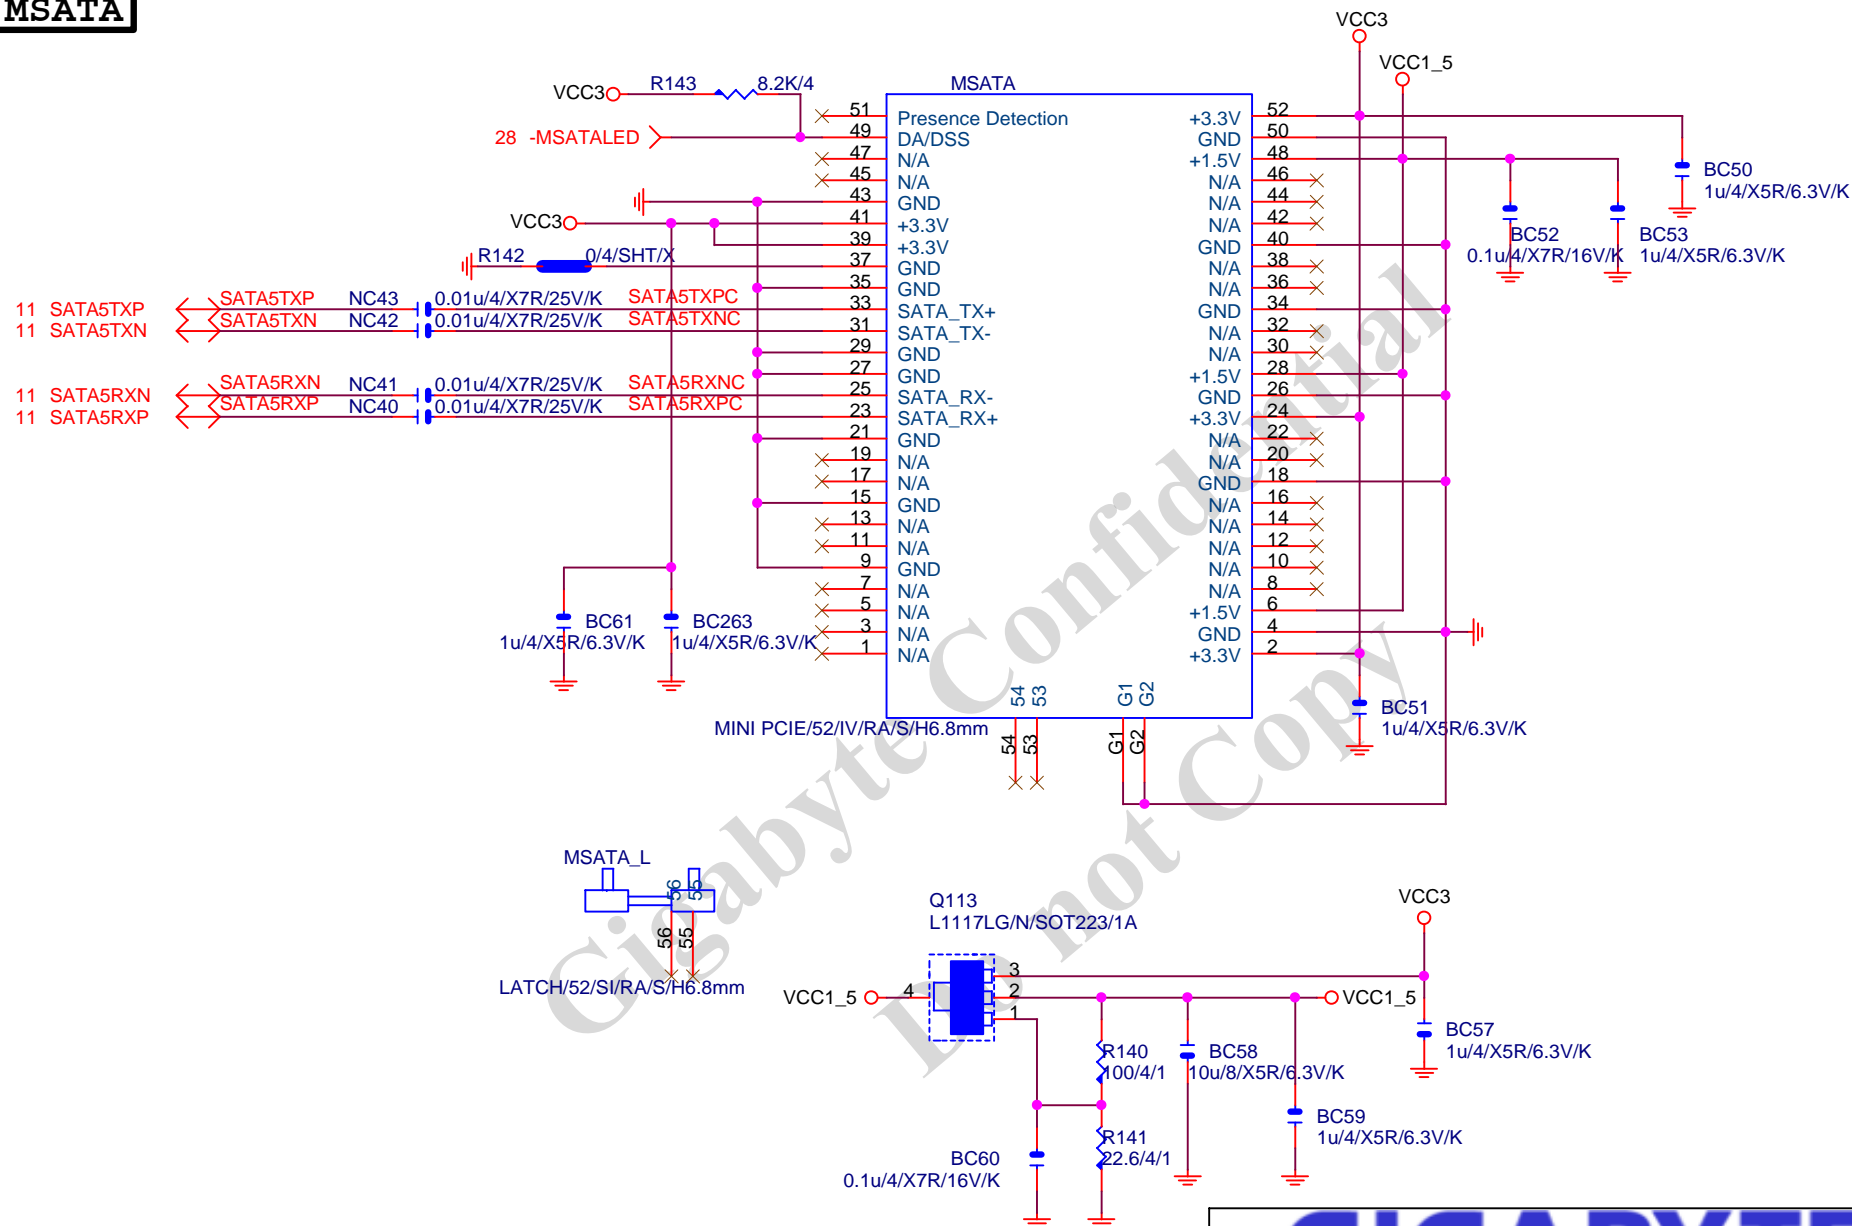 MSATA
VCC3
VCC1_5
VCC3 R143 8.2K/4
28 -MSATALED
MSATA
51 Presence Detection
49 DA/DSS
47 N/A
45 N/A
43 GND
41 +3.3V
39 +3.3V
37 GND
35 GND
33 SATA_TX+
31 SATA_TX-
29 GND
27 GND
25 SATA_RX-
23 SATA_RX+
21 GND
19 N/A
17 N/A
15 GND
13 N/A
11 N/A
9 GND
7 N/A
5 N/A
3 N/A
1 N/A
+3.3V 52
GND 50
+1.5V 48
N/A 46
N/A 44
N/A 42
GND 40
N/A 38
N/A 36
GND 34
N/A 32
N/A 30
+1.5V 28
GND 26
+3.3V 24
N/A 22
N/A 20
GND 18
N/A 16
N/A 14
N/A 12
N/A 10
N/A 8
+1.5V 6
GND 4
+3.3V 2
54 53 G1 G2
54 53 G1 G2
MINI PCIE/52/IV/RA/S/H6.8mm
VCC3
R142 0/4/SHT/X
11 SATA5TXP SATA5TXP NC43 0.01u/4/X7R/25V/K SATA5TXPC
11 SATA5TXN SATA5TXN NC42 0.01u/4/X7R/25V/K SATA5TXNC
11 SATA5RXN SATA5RXN NC41 0.01u/4/X7R/25V/K SATA5RXNC
11 SATA5RXP SATA5RXP NC40 0.01u/4/X7R/25V/K SATA5RXPC
BC61
1u/4/X5R/6.3V/K
BC263
1u/4/X5R/6.3V/K
BC50
1u/4/X5R/6.3V/K
BC52
0.1u/4/X7R/16V/K
BC53
1u/4/X5R/6.3V/K
BC51
1u/4/X5R/6.3V/K
Gigabyte Confidential
Do not Copy
MSATA_L
56 55
56 55
LATCH/52/SI/RA/S/H6.8mm
Q113
L1117LG/N/SOT223/1A
VCC3
VCC1_5 4
3
2
1
VCC1_5
R140
100/4/1
BC58
10u/8/X5R/6.3V/K
BC57
1u/4/X5R/6.3V/K
BC59
1u/4/X5R/6.3V/K
R141
22.6/4/1
BC60
0.1u/4/X7R/16V/K
GIGABYTE